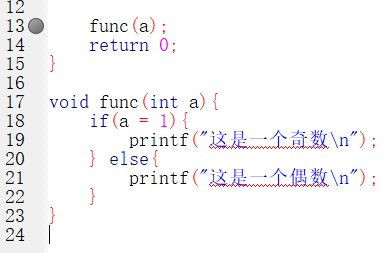 12
13 func(a);
14 return 0;
15 }
16
17 void func(int a){
18 if(a = 1){
19 printf("这是一个奇数\n");
20 } else{
21 printf("这是一个偶数\n");
22 }
23 }
24